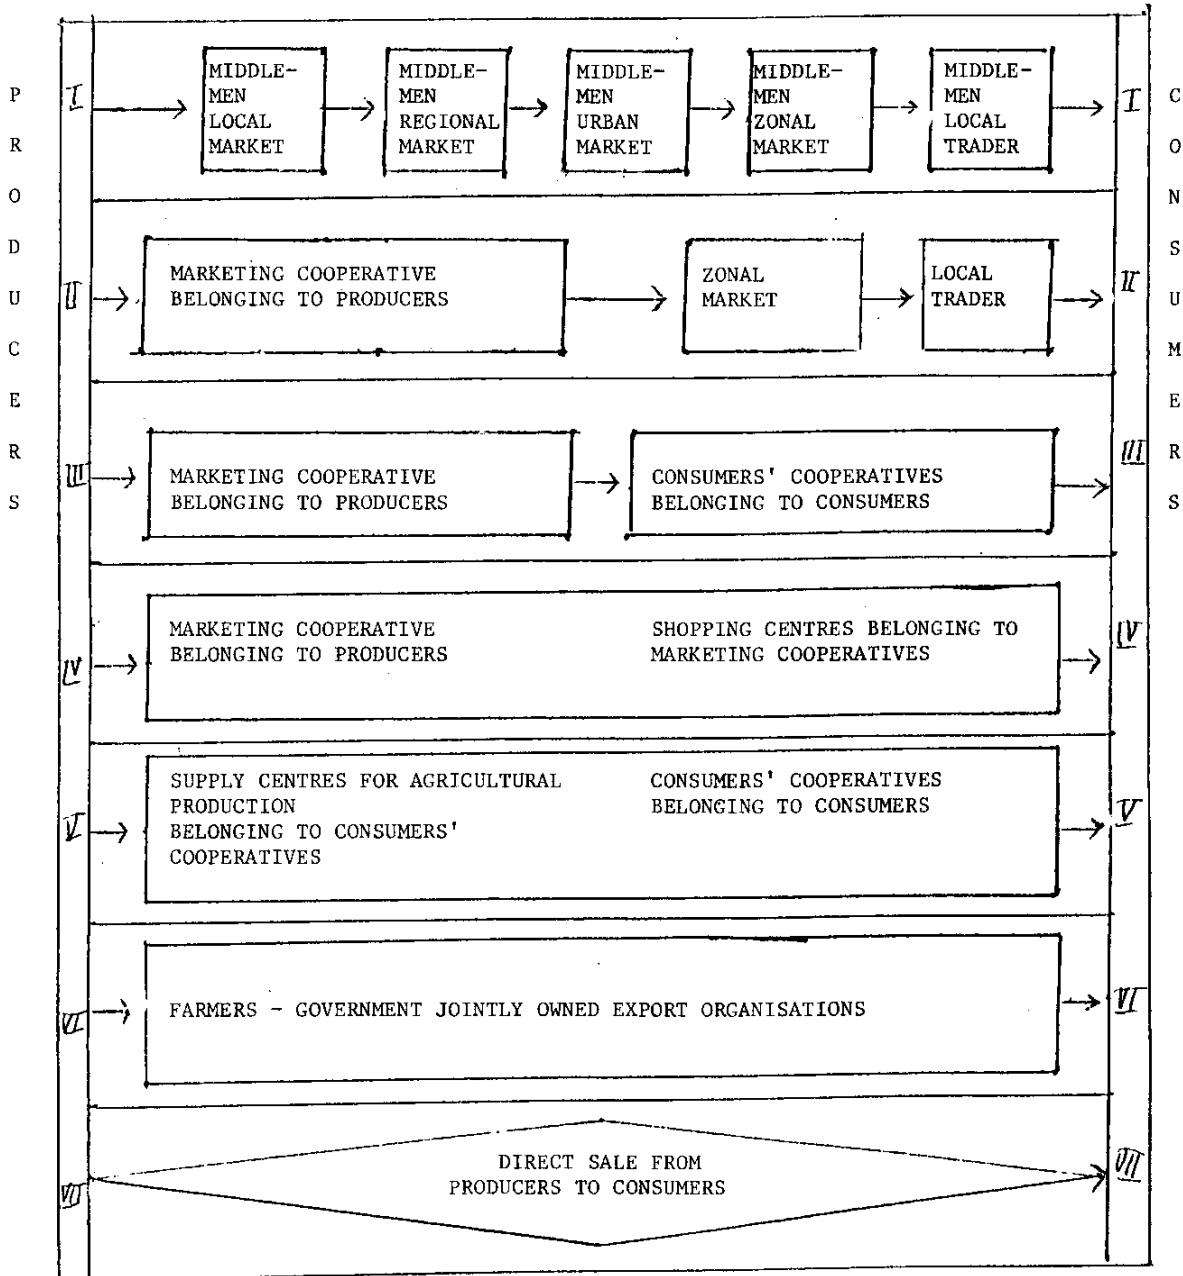 PRODUCERS
CONSUMERS
I
MIDDLE-
MEN
LOCAL
MARKET
MIDDLE-
MEN
REGIONAL
MARKET
MIDDLE-
MEN
URBAN
MARKET
MIDDLE-
MEN
ZONAL
MARKET
MIDDLE-
MEN
LOCAL
TRADER
I
II
MARKETING COOPERATIVE
BELONGING TO PRODUCERS
ZONAL
MARKET
LOCAL
TRADER
II
III
MARKETING COOPERATIVE
BELONGING TO PRODUCERS
CONSUMERS' COOPERATIVES
BELONGING TO CONSUMERS
III
IV
MARKETING COOPERATIVE
BELONGING TO PRODUCERS
SHOPPING CENTRES BELONGING TO
MARKETING COOPERATIVES
IV
V
SUPPLY CENTRES FOR AGRICULTURAL
PRODUCTION
BELONGING TO CONSUMERS'
COOPERATIVES
CONSUMERS' COOPERATIVES
BELONGING TO CONSUMERS
V
VI
FARMERS - GOVERNMENT JOINTLY OWNED EXPORT ORGANISATIONS
VI
VII
DIRECT SALE FROM
PRODUCERS TO CONSUMERS
VII